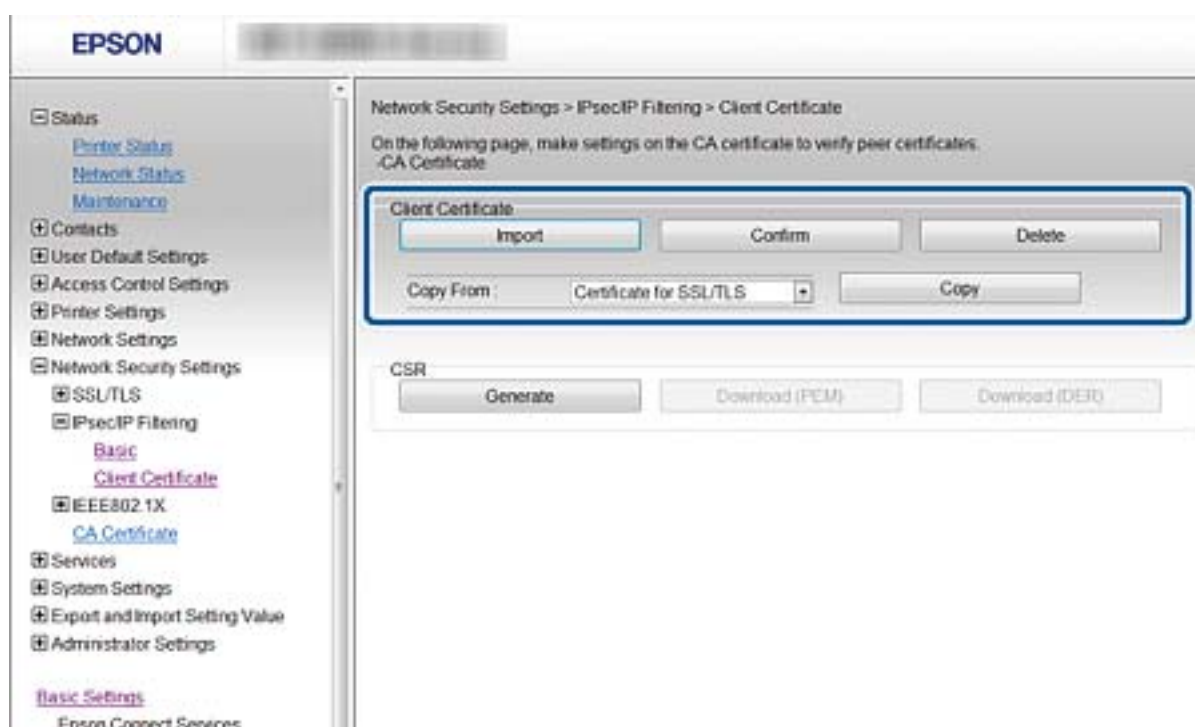 EPSON
Status
Printer Status
Network Status
Maintenance
Contacts
User Default Settings
Access Control Settings
Printer Settings
Network Settings
Network Security Settings
SSL/TLS
IPsec/IP Filtering
Basic
Client Certificate
IEEE802.1X
CA Certificate
Services
System Settings
Export and Import Setting Value
Administrator Settings
Basic Settings
Epson Connect Services
Network Security Settings > IPsec/IP Filtering > Client Certificate
On the following page, make settings on the CA certificate to verify peer certificates.
-CA Certificate
Client Certificate
Import Confirm Delete
Copy From : Certificate for SSL/TLS Copy
CSR
Generate Download (PEM) Download (DER)